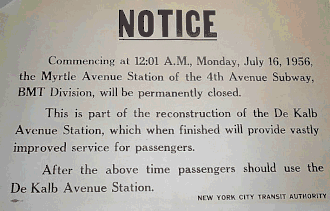 NOTICE
Commencing at 12:01 A.M., Monday, July 16, 1956,
the Myrtle Avenue Station of the 4th Avenue Subway,
BMT Division, will be permanently closed.
This is part of the reconstruction of the De Kalb
Avenue Station, which when finished will provide vastly
improved service for passengers.
After the above time passengers should use the
De Kalb Avenue Station.
NEW YORK CITY TRANSIT AUTHORITY